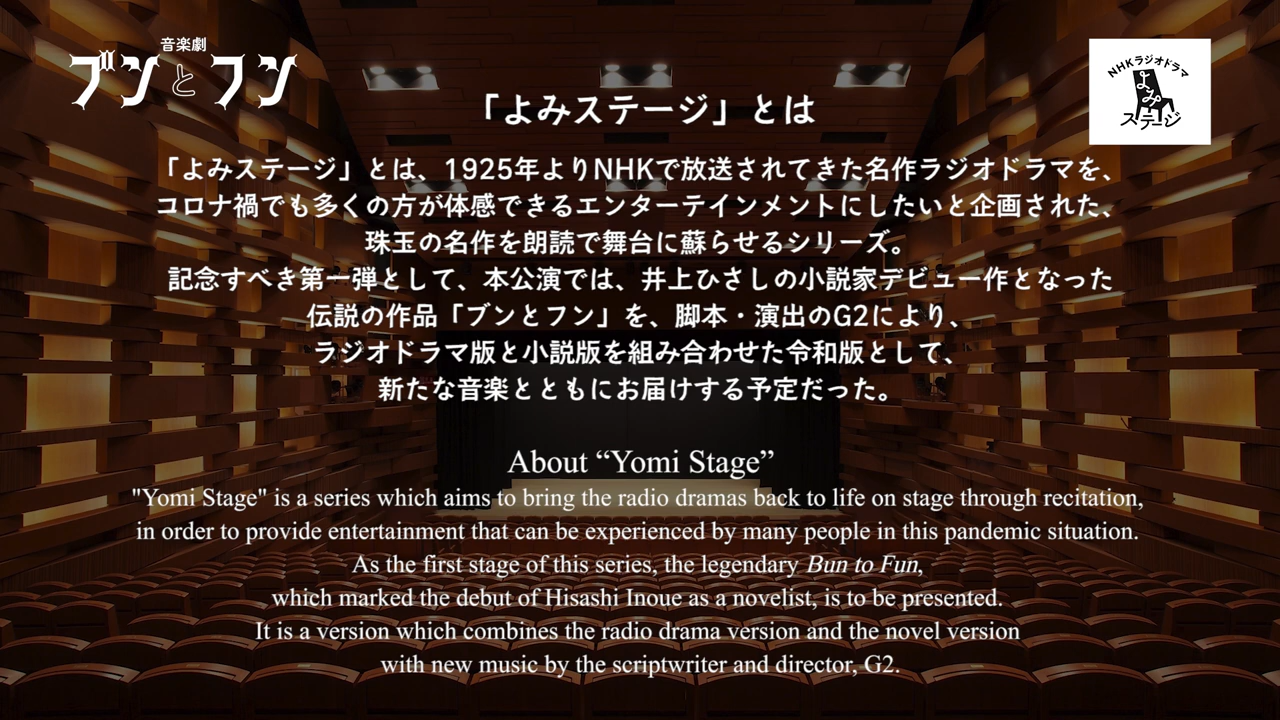 音楽劇
ブンとフン
NHKラジオドラマ
よみ
ステージ
「よみステージ」とは
「よみステージ」とは、1925年よりNHKで放送されてきた名作ラジオドラマを、
コロナ禍でも多くの方が体感できるエンターテインメントにしたいと企画された、
珠玉の名作を朗読で舞台に蘇らせるシリーズ。
記念すべき第一弾として、本公演では、井上ひさしの小説家デビュー作となった
伝説の作品「ブンとフン」を、脚本・演出のG2により、
ラジオドラマ版と小説版を組み合わせた令和版として、
新たな音楽とともにお届けする予定だった。
About “Yomi Stage”
"Yomi Stage" is a series which aims to bring the radio dramas back to life on stage through recitation,
in order to provide entertainment that can be experienced by many people in this pandemic situation.
As the first stage of this series, the legendary Bun to Fun,
which marked the debut of Hisashi Inoue as a novelist, is to be presented.
It is a version which combines the radio drama version and the novel version
with new music by the scriptwriter and director, G2.